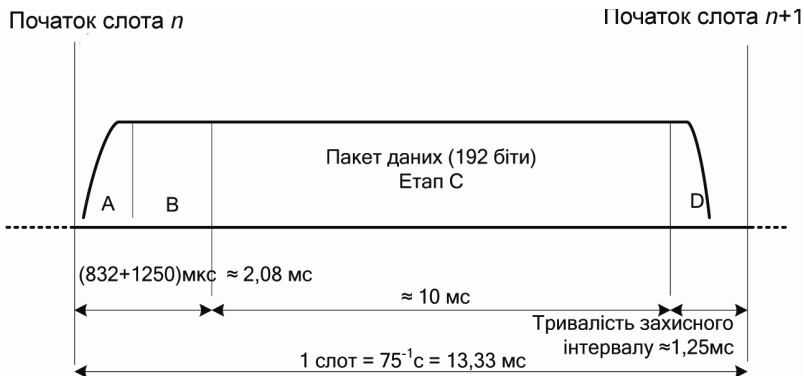 Початок слота n
Початок слота n+1
Пакет даних (192 біти)
Етап С
A
B
D
(832+1250)мкс ≈ 2,08 мс
≈ 10 мс
Тривалість захисного
інтервалу ≈1,25мс
1 слот = 75⁻¹с = 13,33 мс